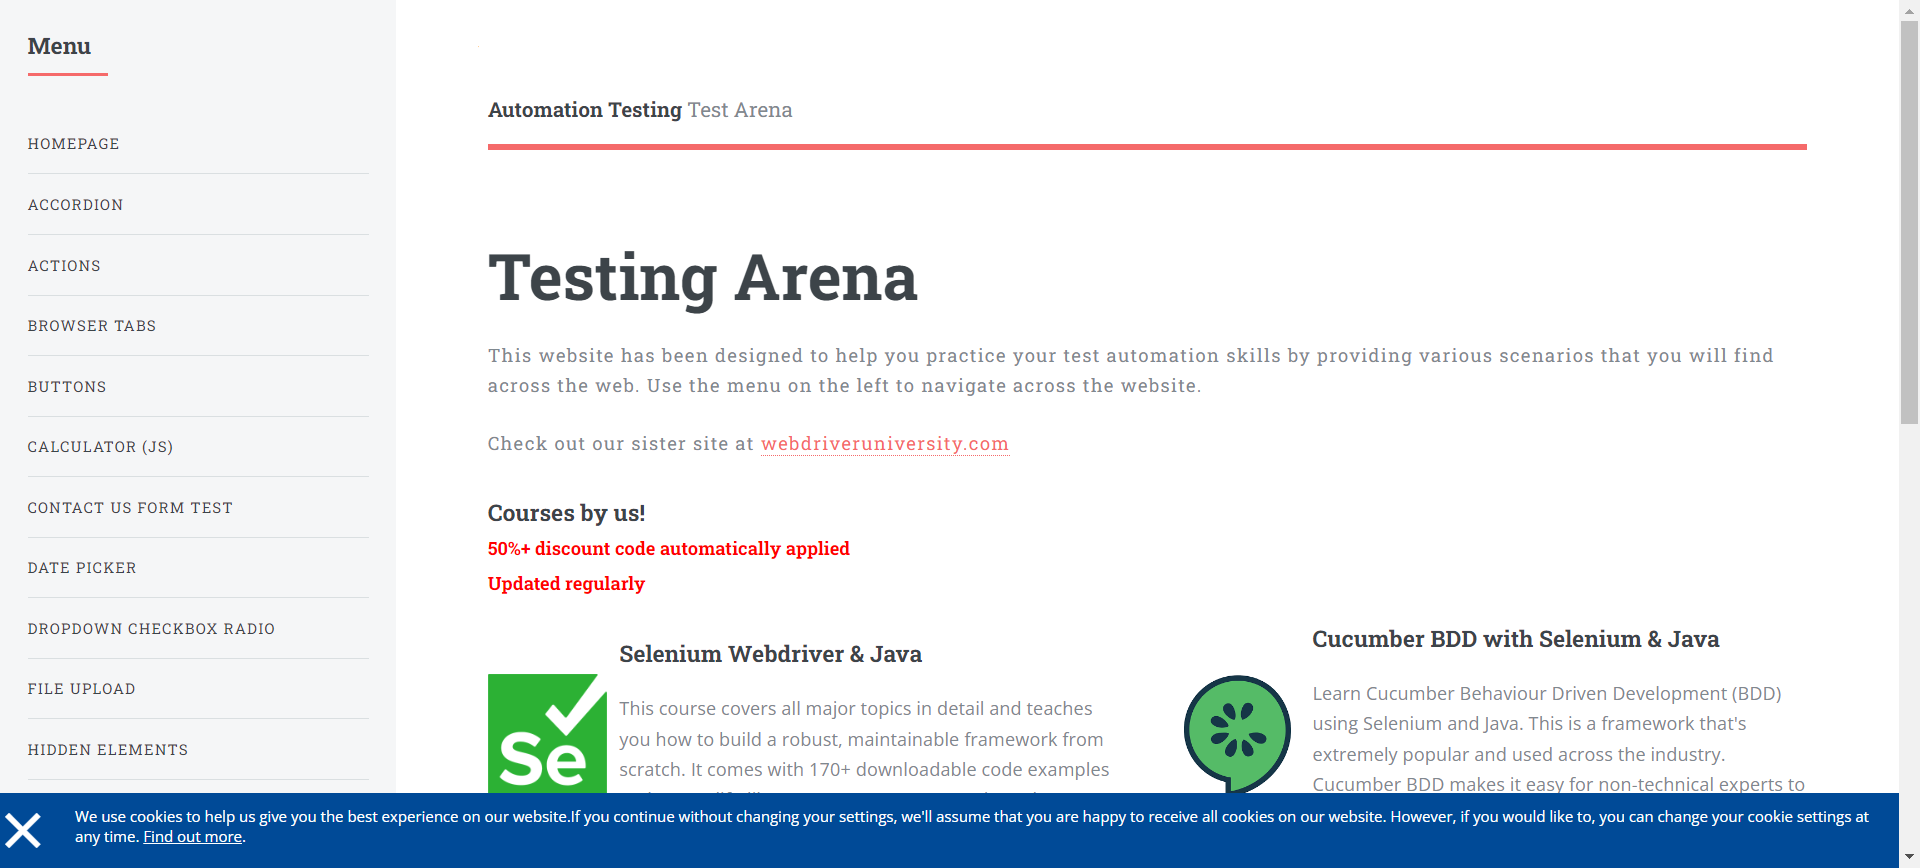 Menu
HOMEPAGE
ACCORDION
ACTIONS
BROWSER TABS
BUTTONS
CALCULATOR (JS)
CONTACT US FORM TEST
DATE PICKER
DROPDOWN CHECKBOX RADIO
FILE UPLOAD
HIDDEN ELEMENTS
Automation Testing Test Arena
Testing Arena
This website has been designed to help you practice your test automation skills by providing various scenarios that you will find
across the web. Use the menu on the left to navigate across the website.
Check out our sister site at webdriveruniversity.com
Courses by us!
50%+ discount code automatically applied
Updated regularly
Selenium Webdriver & Java
Se
This course covers all major topics in detail and teaches
you how to build a robust, maintainable framework from
scratch. It comes with 170+ downloadable code examples
Cucumber BDD with Selenium & Java
Learn Cucumber Behaviour Driven Development (BDD)
using Selenium and Java. This is a framework that's
extremely popular and used across the industry.
Cucumber BDD makes it easy for non-technical experts to
We use cookies to help us give you the best experience on our website.If you continue without changing your settings, we'll assume that you are happy to receive all cookies on our website. However, if you would like to, you can change your cookie settings at
any time. Find out more.